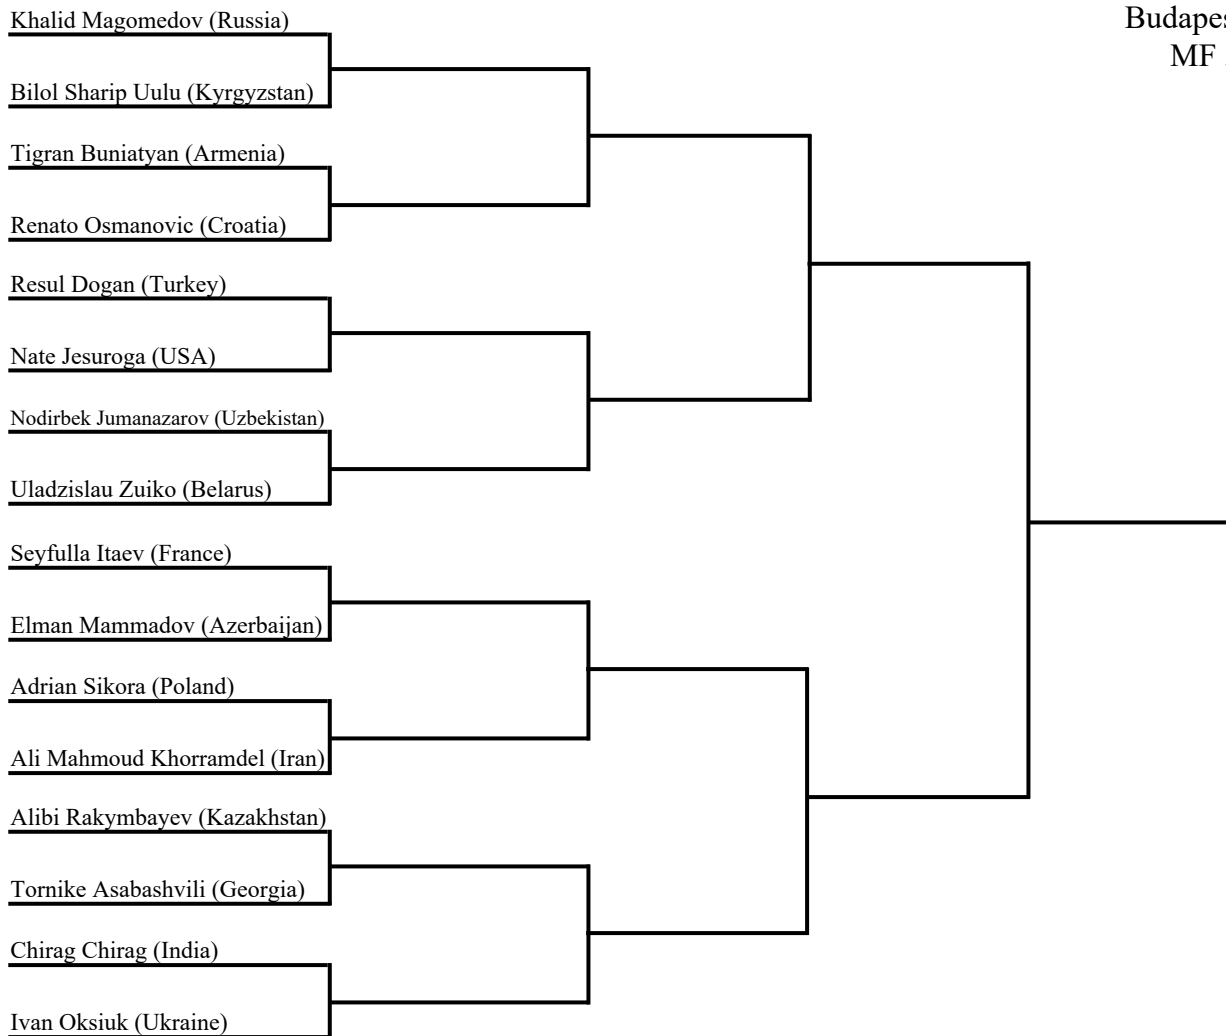 Khalid Magomedov (Russia)
MF
Bilol Sharip Uulu (Kyrgyzstan)
Tigran Buniatyan (Armenia)
Renato Osmanovic (Croatia)
Resul Dogan (Turkey)
Nate Jesuroga (USA)
Nodirbek Jumanazarov (Uzbekistan)
Uladzislau Zuiko (Belarus)
Seyfulla Itaev (France)
Elman Mammadov (Azerbaijan)
Adrian Sikora (Poland)
Ali Mahmoud Khorramdel (Iran)
Alibi Rakymbayev (Kazakhstan)
Tornike Asabashvili (Georgia)
Chirag Chirag (India)
Ivan Oksiuk (Ukraine)